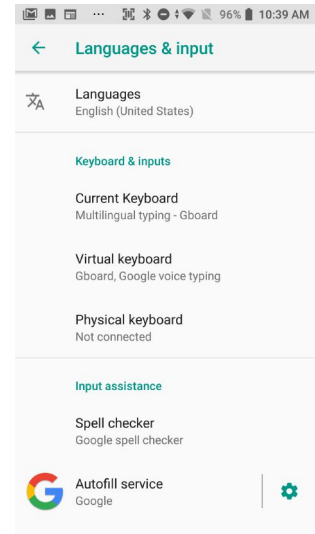 96% 10:39 AM
Languages & input
Languages
English (United States)
Keyboard & inputs
Current Keyboard
Multilingual typing - Gboard
Virtual keyboard
Gboard, Google voice typing
Physical keyboard
Not connected
Input assistance
Spell checker
Google spell checker
Autofill service
Google